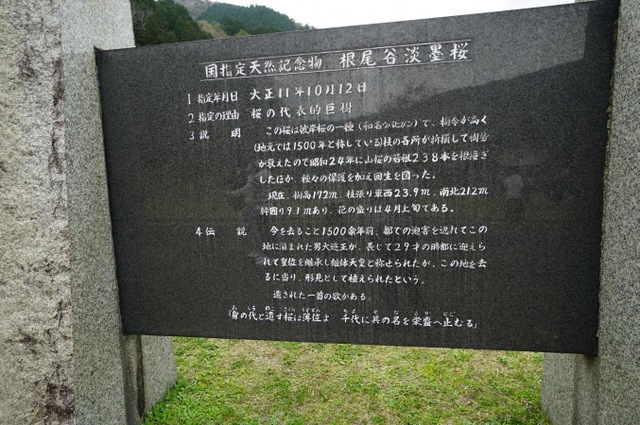 国指定天然記念物 根尾谷淡墨桜
1 指定年月日 大正11年10月12日
2 指定の理由 桜の代表的巨樹
3 説 明 この桜は彼岸桜の一種(和名ウバヒガン)で、樹令が高く
(地元では1500年と称している)枝の各所が折損して樹勢
が衰えたので昭和24年に山桜の若根238本を根接ぎ
したほか、種々の保護を加え回生を図った。
現在、樹高17.2m、枝張り東西23.9m、南北21.2m
幹囲り9.1mあり、花の盛りは4月上旬である。
4 伝 説 今を去ること1500余年前、都での迫害を逃れてこの
地に潜まれた男大迹王が、長じて29才の時都に迎えら
れて皇位を継承し継体天皇と称せられたが、この地を去
るに当り、形見として植えられたという。
遺された一首の歌がある。
「身の代と遺す桜は薄住よ 千代に其の名を栄盛へ止むる」